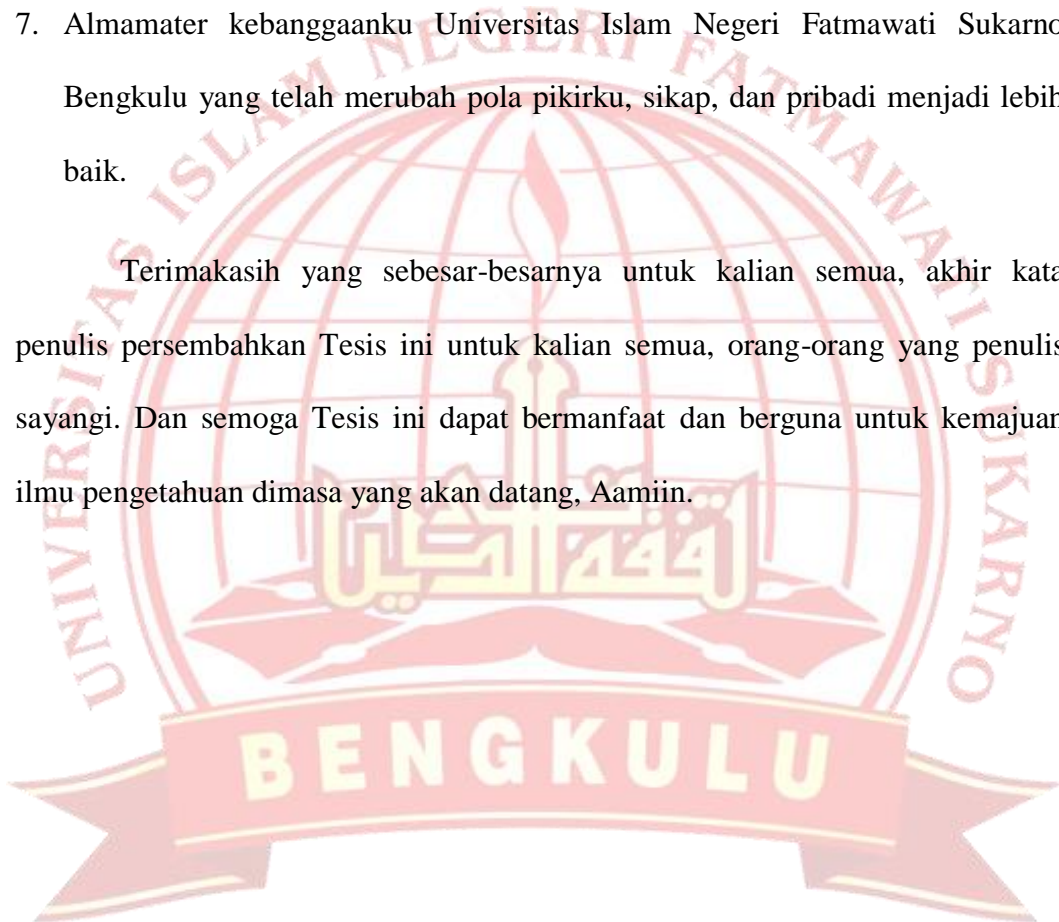 7. Almamater kebanggaanku Universitas Islam Negeri Fatmawati Sukarno
Bengkulu yang telah merubah pola pikirku, sikap, dan pribadi menjadi lebih
baik.
Terimakasih yang sebesar-besarnya untuk kalian semua, akhir kata
penulis persembahkan Tesis ini untuk kalian semua, orang-orang yang penulis
sayangi. Dan semoga Tesis ini dapat bermanfaat dan berguna untuk kemajuan
ilmu pengetahuan dimasa yang akan datang, Aamiin.
UNIVERSITAS ISLAM NEGERI FATMAWATI SUKARNO
BENGKULU